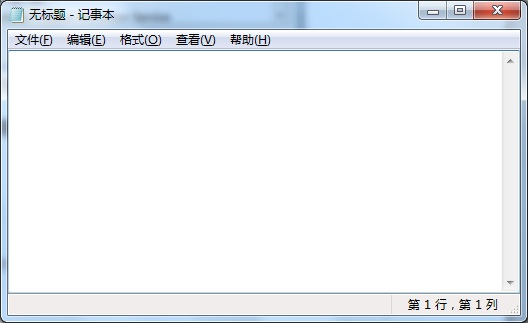 无标题 - 记事本
文件(F) 编辑(E) 格式(O) 查看(V) 帮助(H)
第 1 行，第 1 列